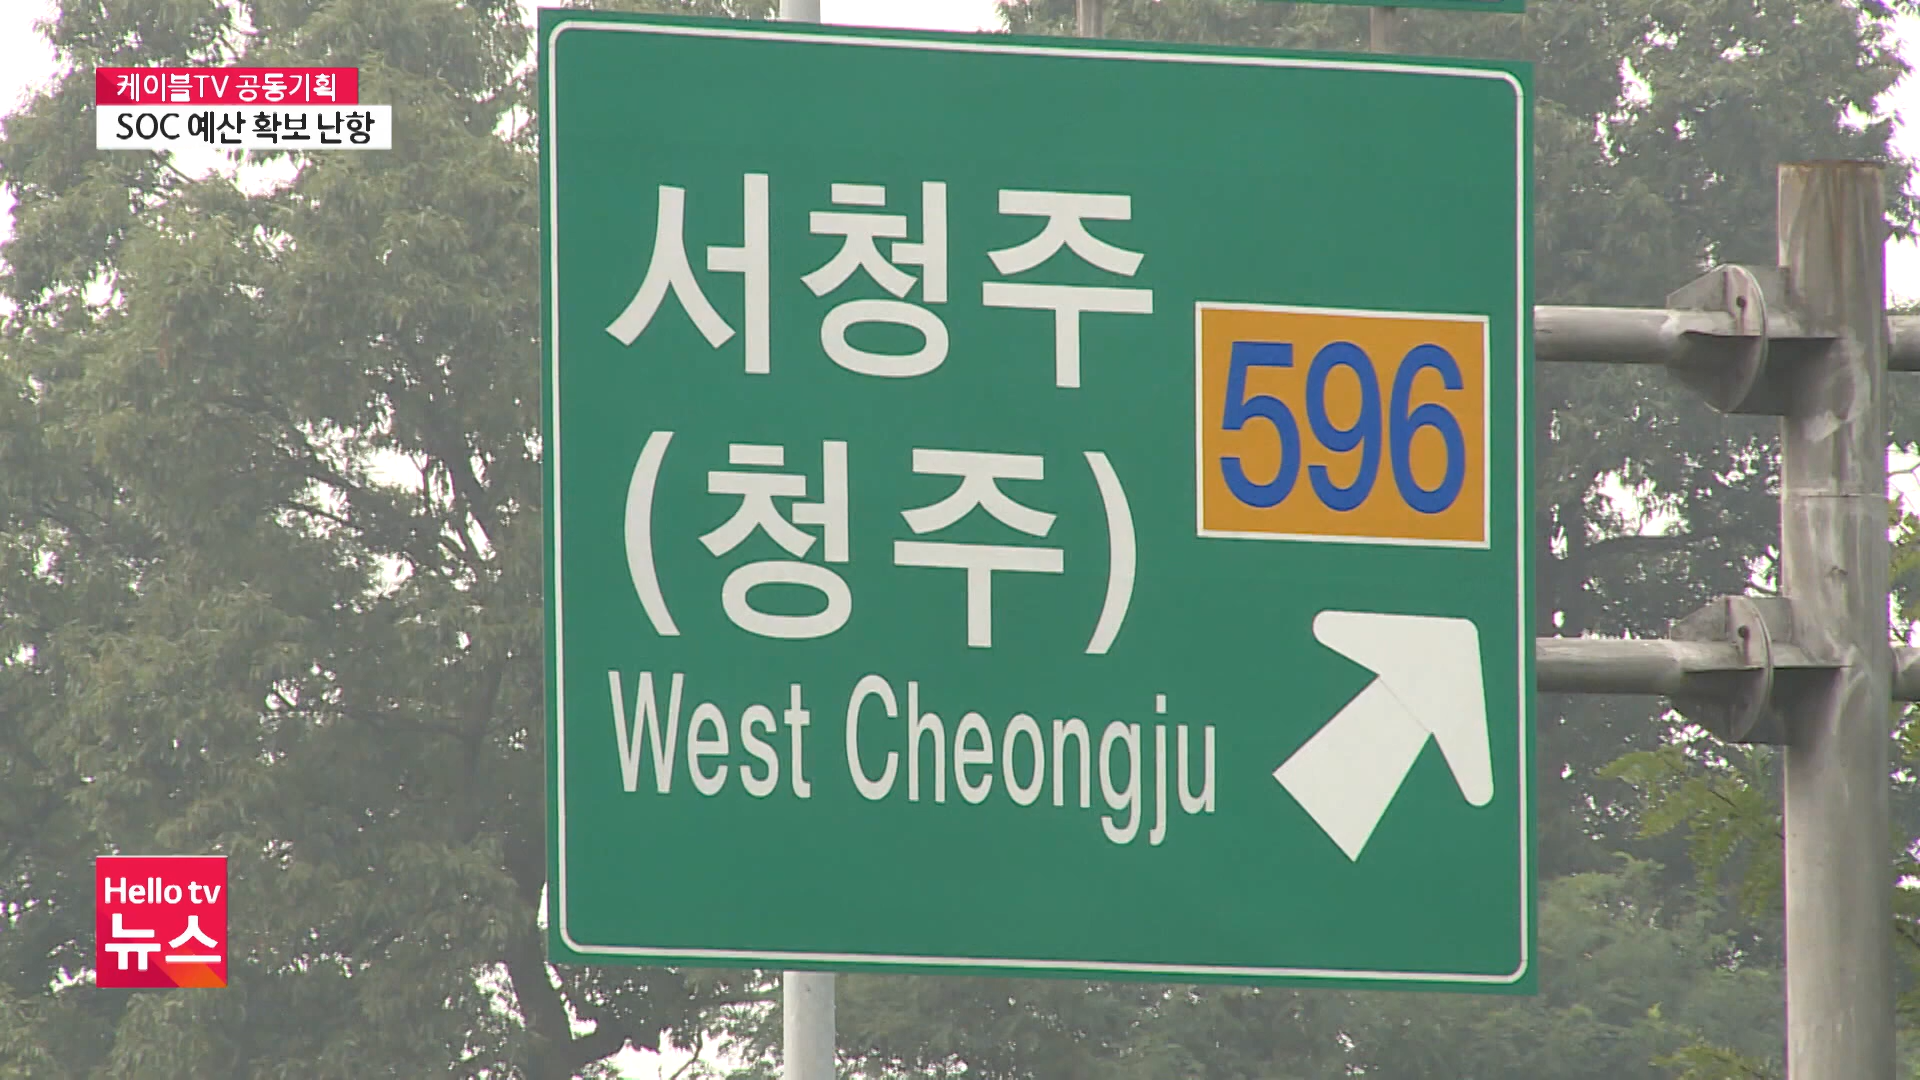 케이블TV 공동기획
SOC 예산 확보 난항
서청주
(청주)
West Cheongju
596
Hello tv
뉴스